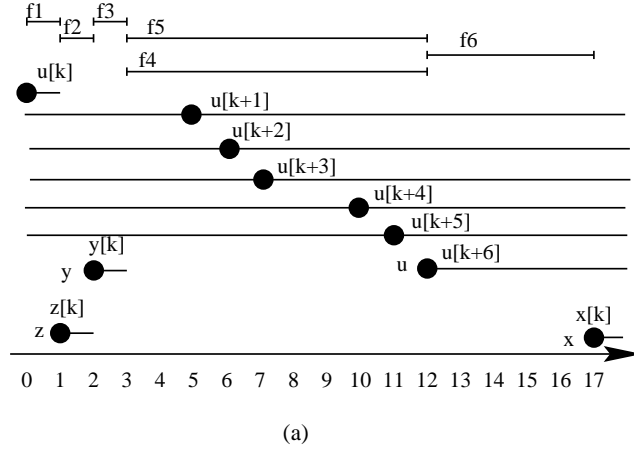 f1 f3
f2 f5
f6
f4
u[k]
u[k+1]
u[k+2]
u[k+3]
u[k+4]
u[k+5]
y y[k] u u[k+6]
z[k] x[k]
z x
0 1 2 3 4 5 6 7 8 9 10 11 12 13 14 15 16 17
(a)